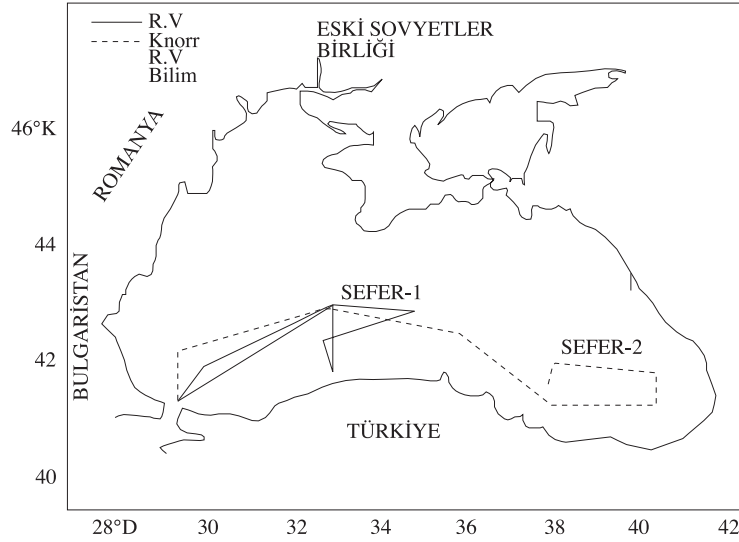 R.V
Knorr
R.V
Bilim
ESKİ SOVYETLER
BİRLİĞİ
46°K
ROMANYA
44
BULGARİSTAN
SEFER-1
42
SEFER-2
TÜRKİYE
40
28°D 30 32 34 36 38 40 42